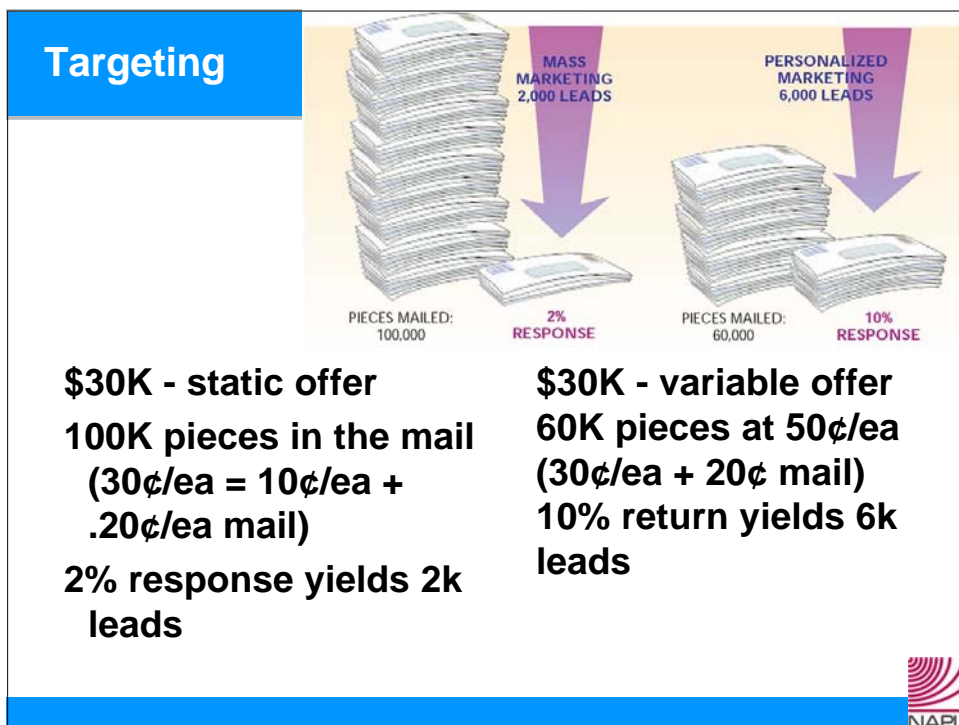 Targeting
MASS
MARKETING
2,000 LEADS
PERSONALIZED
MARKETING
6,000 LEADS
PIECES MAILED:
100,000
2%
RESPONSE
PIECES MAILED:
60,000
10%
RESPONSE
$30K - static offer
100K pieces in the mail
(30¢/ea = 10¢/ea +
.20¢/ea mail)
2% response yields 2k
leads
$30K - variable offer
60K pieces at 50¢/ea
(30¢/ea + 20¢ mail)
10% return yields 6k
leads